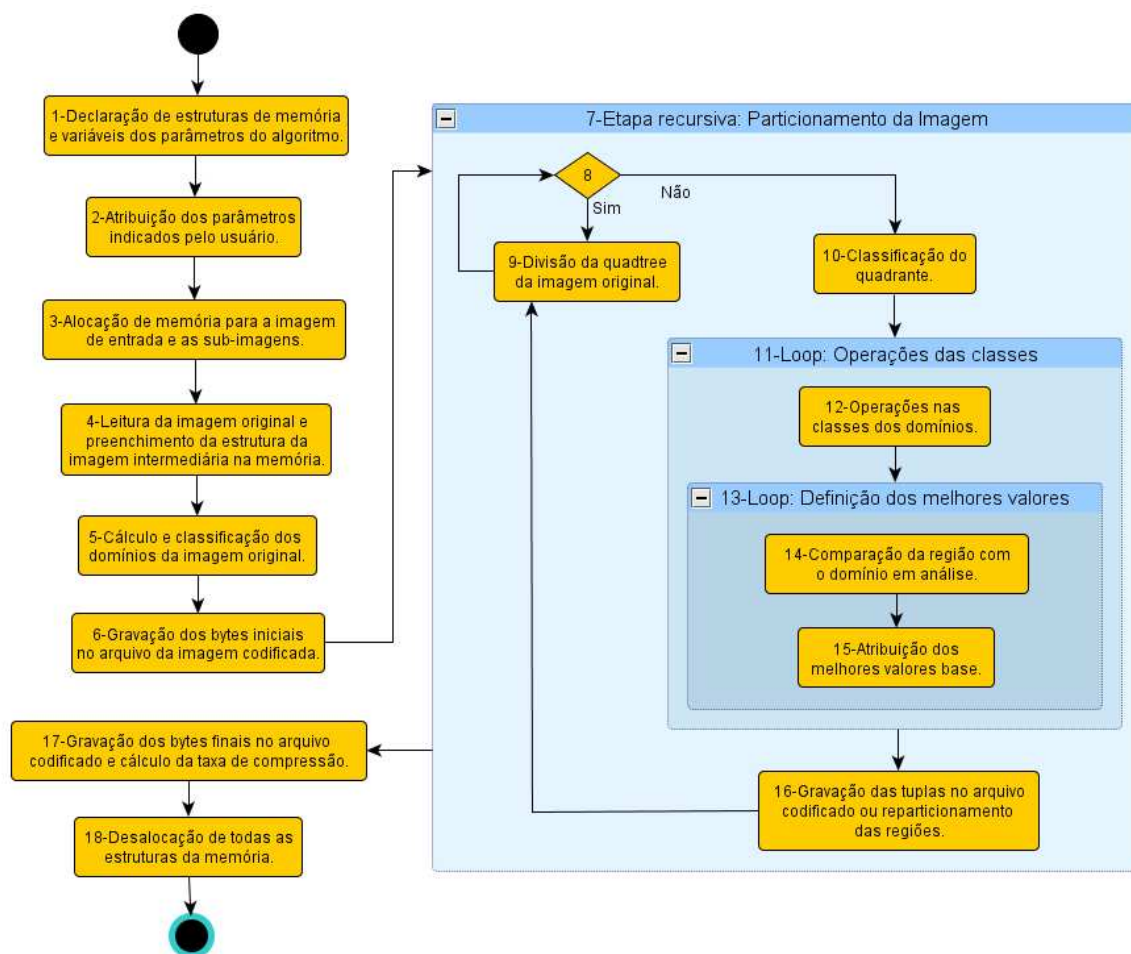 1-Declaração de estruturas de memória
e variáveis dos parâmetros do algoritmo.
2-Atribuição dos parâmetros
indicados pelo usuário.
3-Alocação de memória para a imagem
de entrada e as sub-imagens.
4-Leitura da imagem original e
preenchimento da estrutura da
imagem intermediária na memória.
5-Cálculo e classificação dos
domínios da imagem original.
6-Gravação dos bytes iniciais
no arquivo da imagem codificada.
7-Etapa recursiva: Particionamento da Imagem
8
Não
Sim
9-Divisão da quadtree
da imagem original.
10-Classificação do
quadrante.
11-Loop: Operações das classes
12-Operações nas
classes dos domínios.
13-Loop: Definição dos melhores valores
14-Comparação da região com
o domínio em análise.
15-Atribuição dos
melhores valores base.
16-Gravação das tuplas no arquivo
codificado ou reparticionamento
das regiões.
17-Gravação dos bytes finais no arquivo
codificado e cálculo da taxa de compressão.
18-Desalocação de todas as
estruturas da memória.